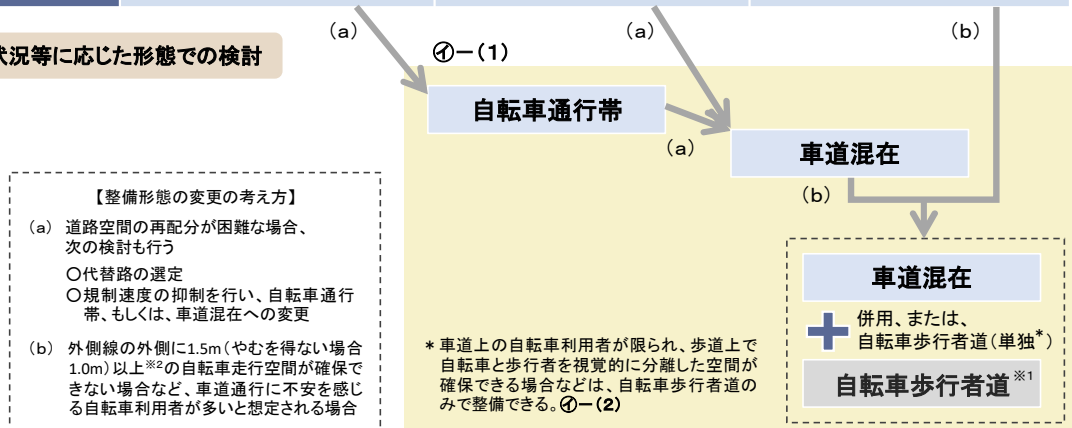 (a)
(a)
(b)
状況等に応じた形態での検討
㋑ー(1)
自転車通行帯
(a)
車道混在
(b)
【整備形態の変更の考え方】
(a) 道路空間の再配分が困難な場合、
次の検討も行う
○代替路の選定
○規制速度の抑制を行い、自転車通行
帯、もしくは、車道混在への変更
(b) 外側線の外側に1.5m(やむを得ない場合
1.0m)以上※2の自転車走行空間が確保で
きない場合など、車道通行に不安を感じ
る自転車利用者が多いと想定される場合
* 車道上の自転車利用者が限られ、歩道上で
自転車と歩行者を視覚的に分離した空間が
確保できる場合などは、自転車歩行者道の
みで整備できる。㋑ー(2)
車道混在
併用、または、
自転車歩行者道(単独*)
自転車歩行者道※1